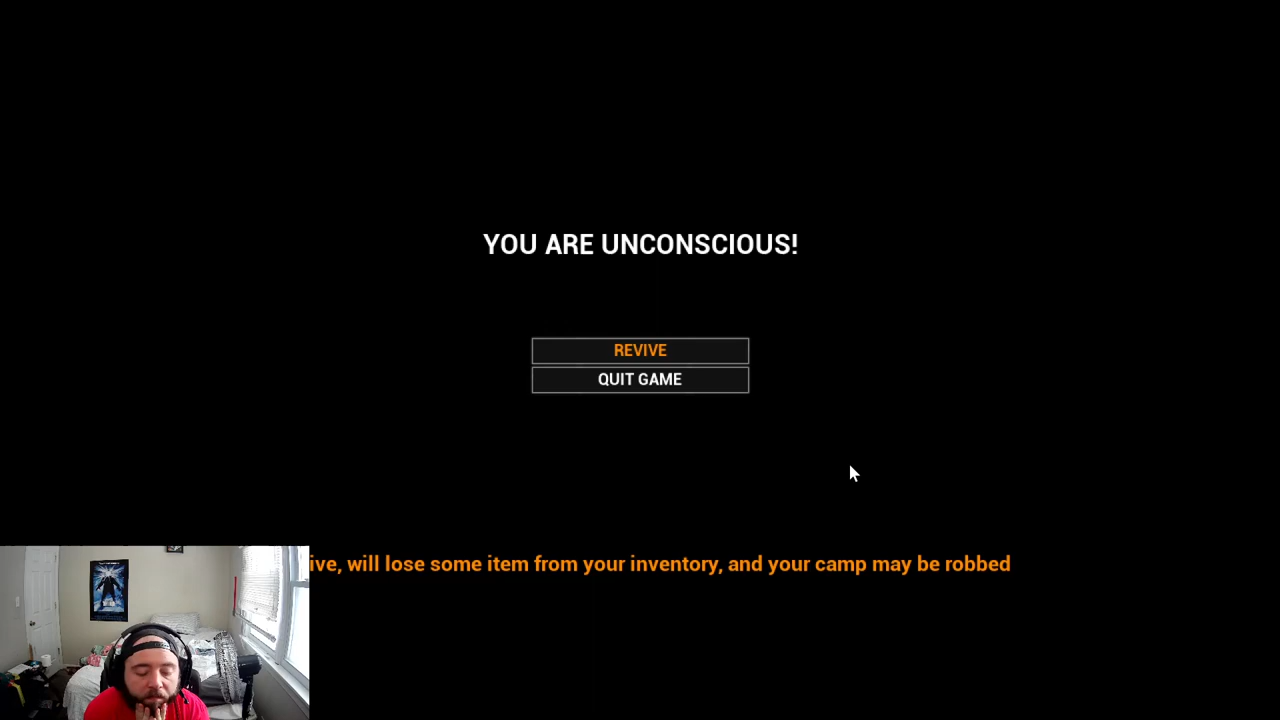 YOU ARE UNCONSCIOUS!
REVIVE
QUIT GAME
ive, will lose some item from your inventory, and your camp may be robbed